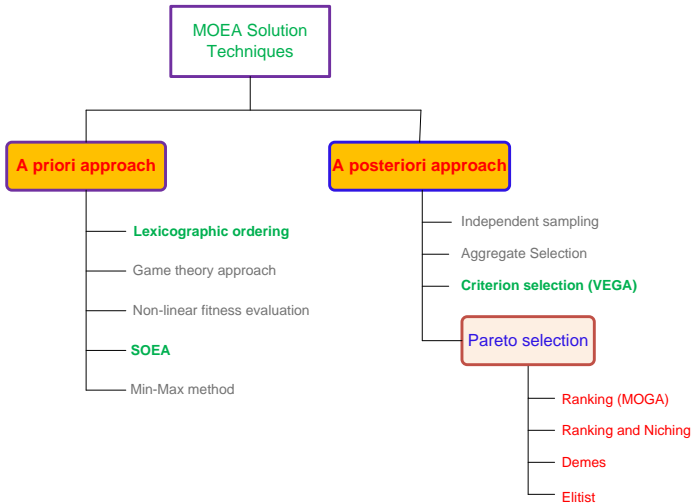 MOEA Solution
Techniques
A priori approach
A posteriori approach
Lexicographic ordering
Game theory approach
Non-linear fitness evaluation
SOEA
Min-Max method
Independent sampling
Aggregate Selection
Criterion selection (VEGA)
Pareto selection
Ranking (MOGA)
Ranking and Niching
Demes
Elitist